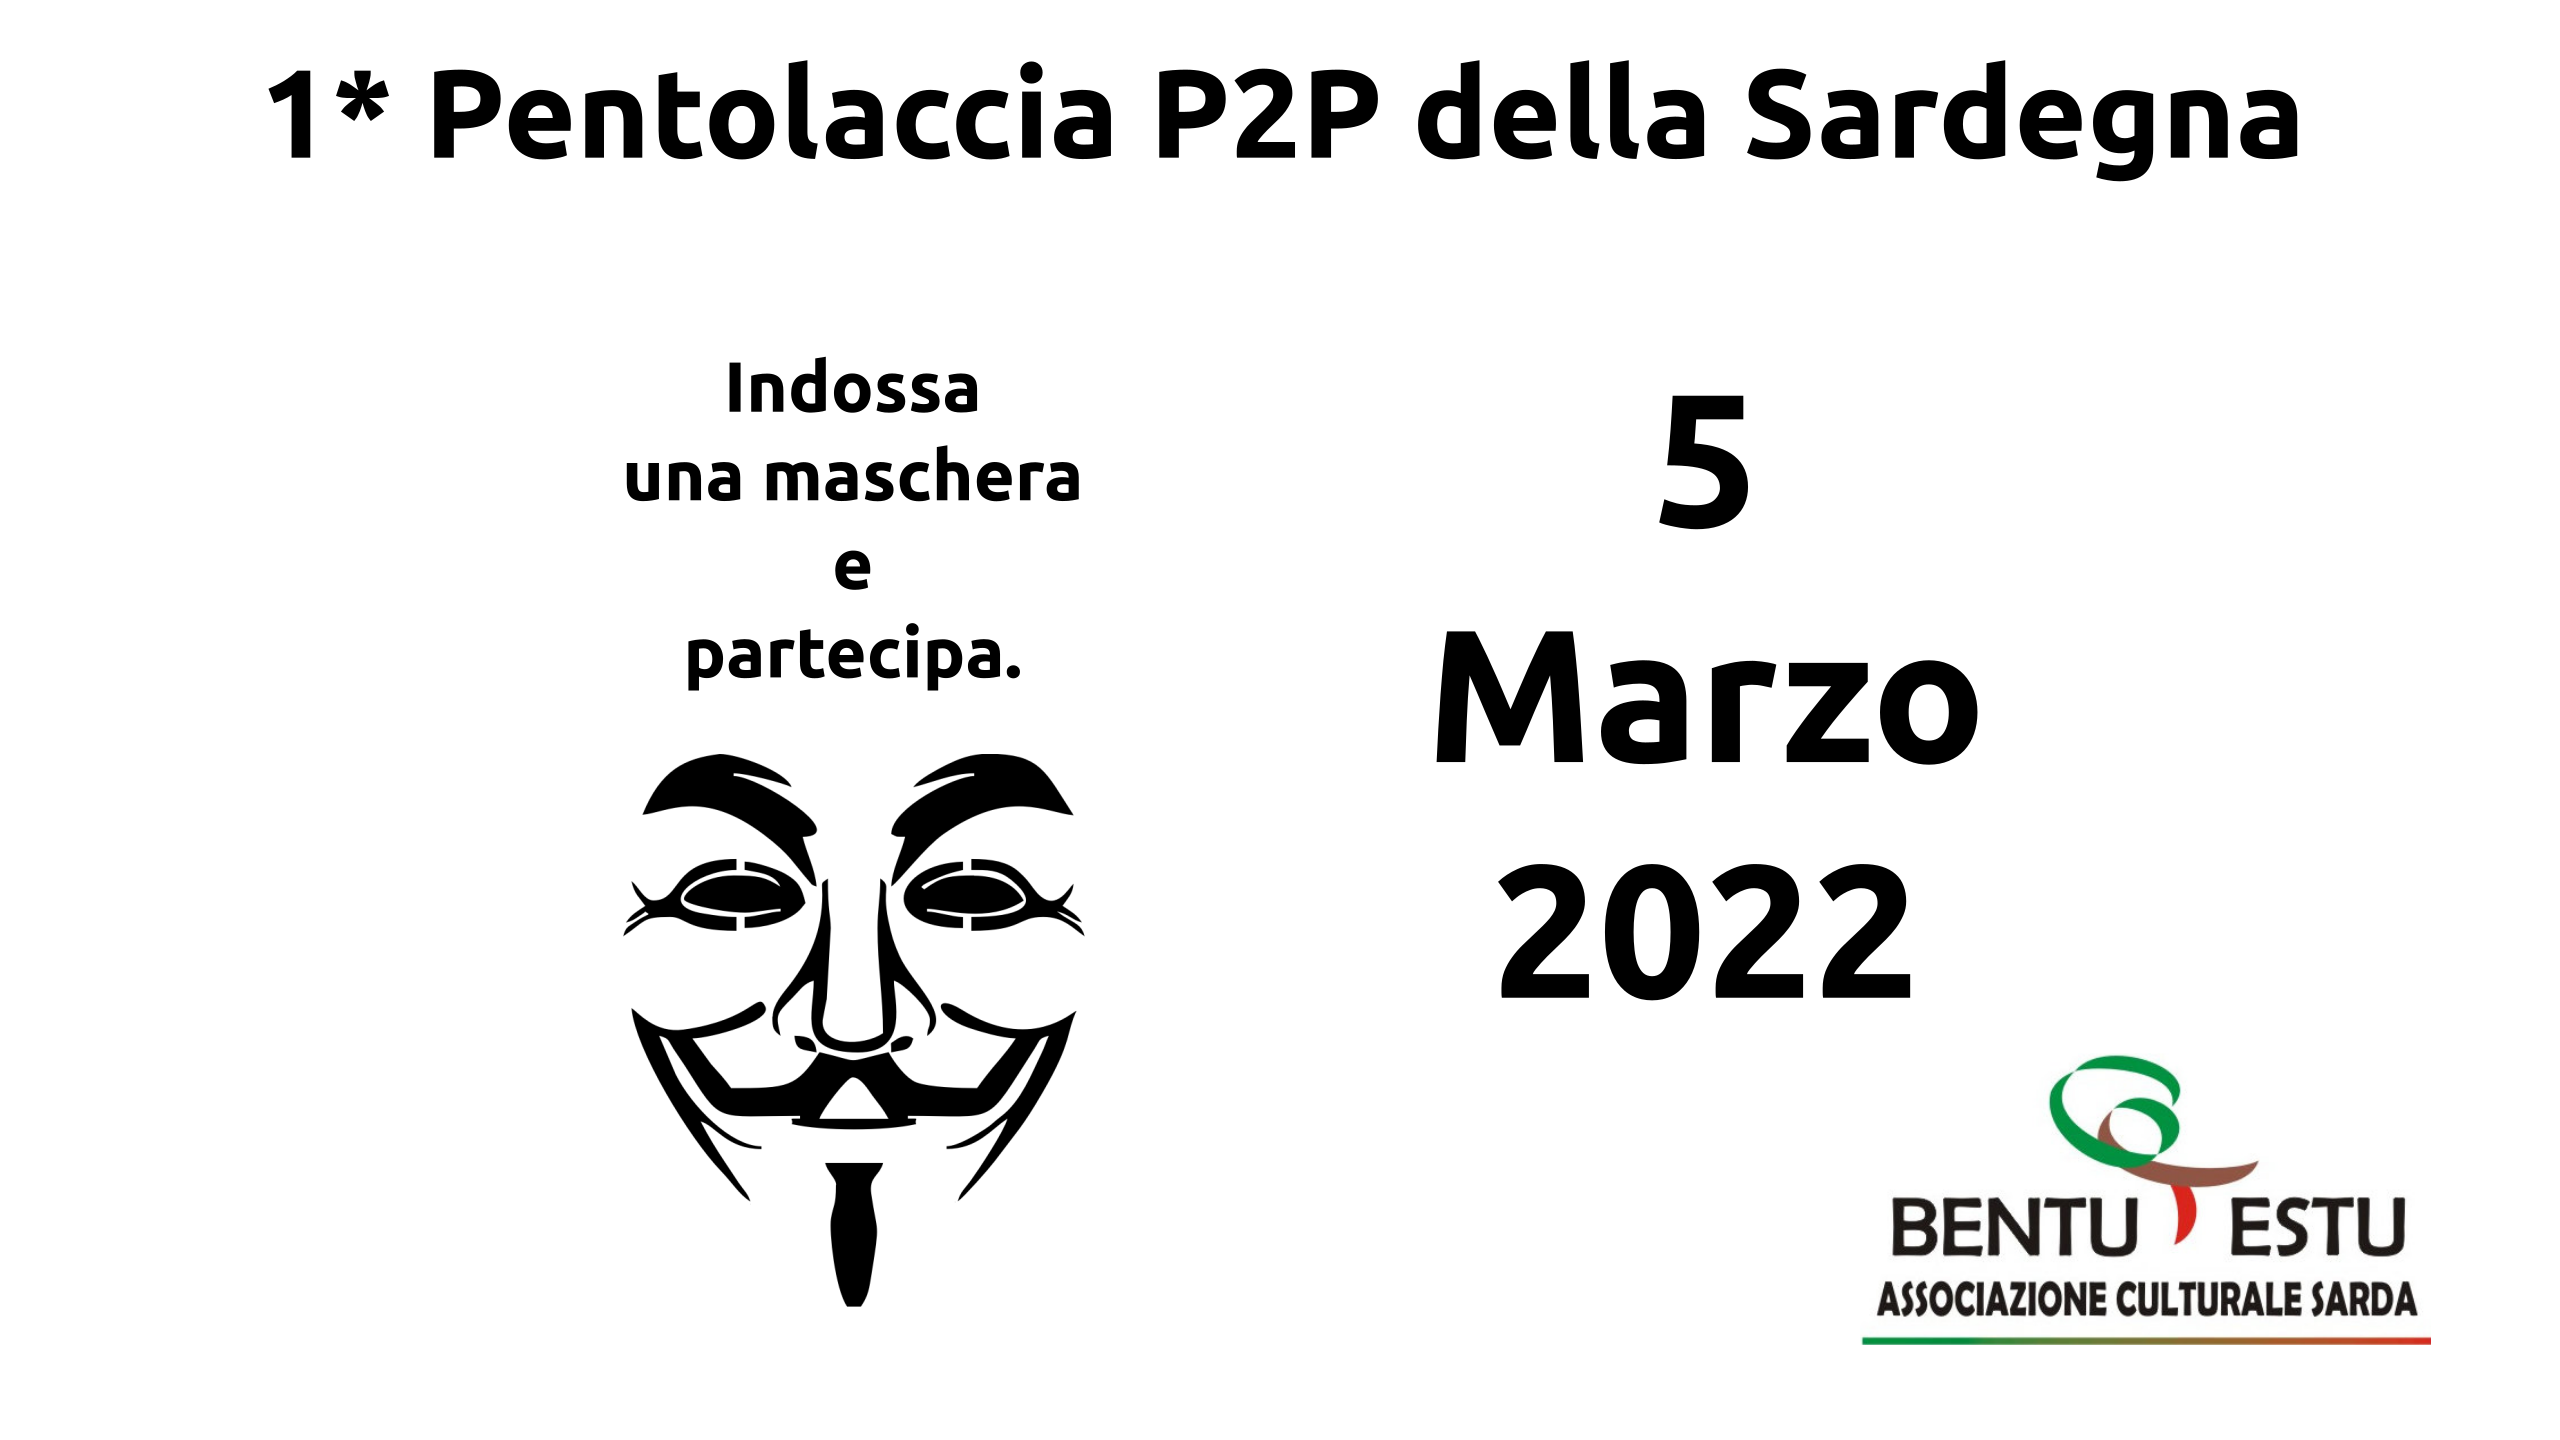 1* Pentolaccia P2P della Sardegna
Indossa
una maschera
e
partecipa.
5
Marzo
2022
BENTU ESTU
ASSOCIAZIONE CULTURALE SARDA